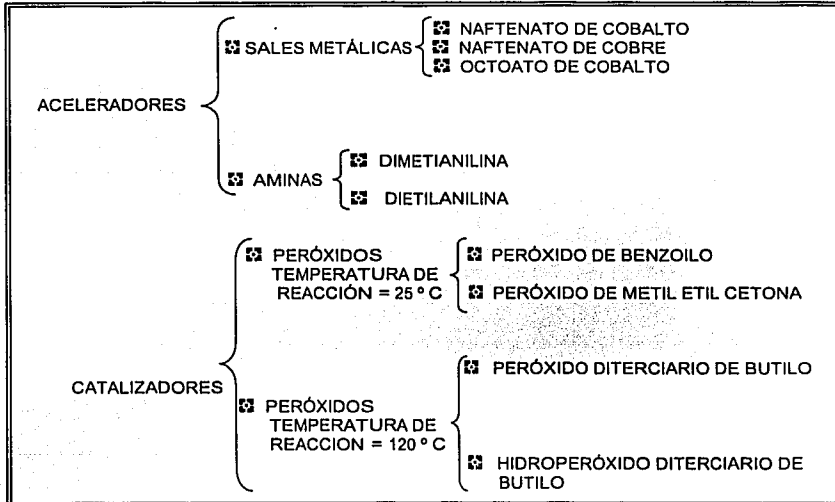 ACELERADORES
SALES METÁLICAS
NAFTENATO DE COBALTO
NAFTENATO DE COBRE
OCTOATO DE COBALTO
AMINAS
DIMETIANILINA
DIETILANILINA
CATALIZADORES
PERÓXIDOS
TEMPERATURA DE
REACCIÓN = 25 º C
PERÓXIDO DE BENZOILO
PERÓXIDO DE METIL ETIL CETONA
PERÓXIDOS
TEMPERATURA DE
REACCION = 120 º C
PERÓXIDO DITERCIARIO DE BUTILO
HIDROPERÓXIDO DITERCIARIO DE
BUTILO